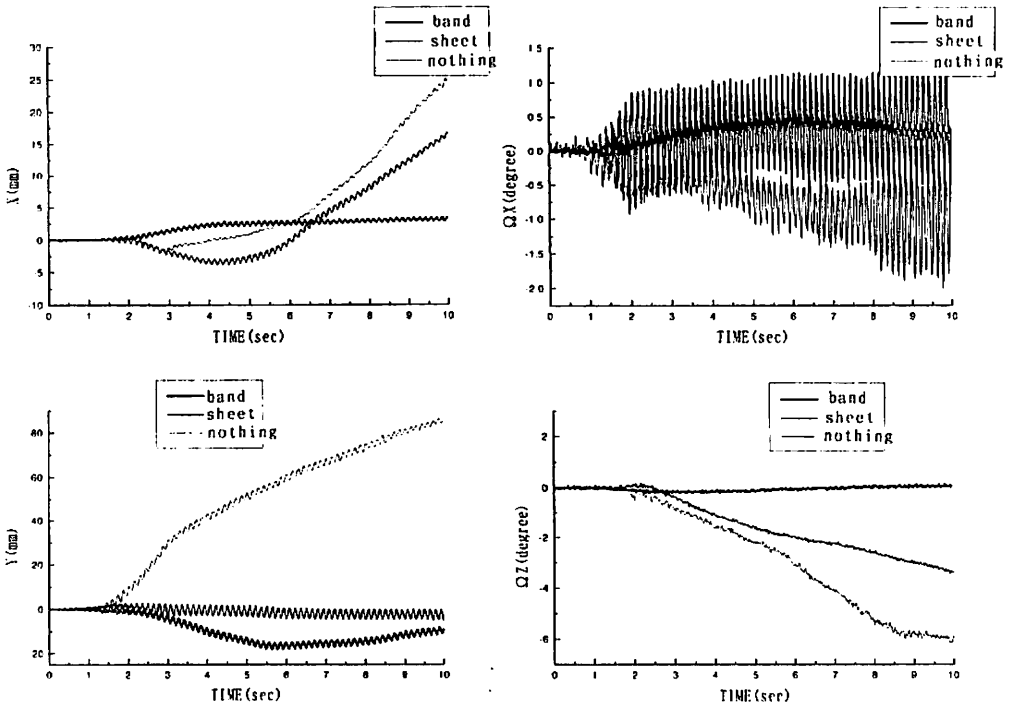 band
sheet
nothing
30
25
20
15
10
5
0
5
-10
X(mm)
0 1 2 3 4 5 6 7 8 9 10
TIME(sec)
band
sheet
nothing
1.5
1.0
0.5
0.0
-0.5
-1.0
-1.5
-2.0
ΩX(degree)
0 1 2 3 4 5 6 7 8 9 10
TIME(sec)
band
sheet
nothing
80
60
40
20
0
20
Y(mm)
0 1 2 3 4 5 6 7 8 9 10
TIME(sec)
band
sheet
nothing
2
0
-2
-4
-6
ΩZ(degree)
0 1 2 3 4 5 6 7 8 9 10
TIME(sec)